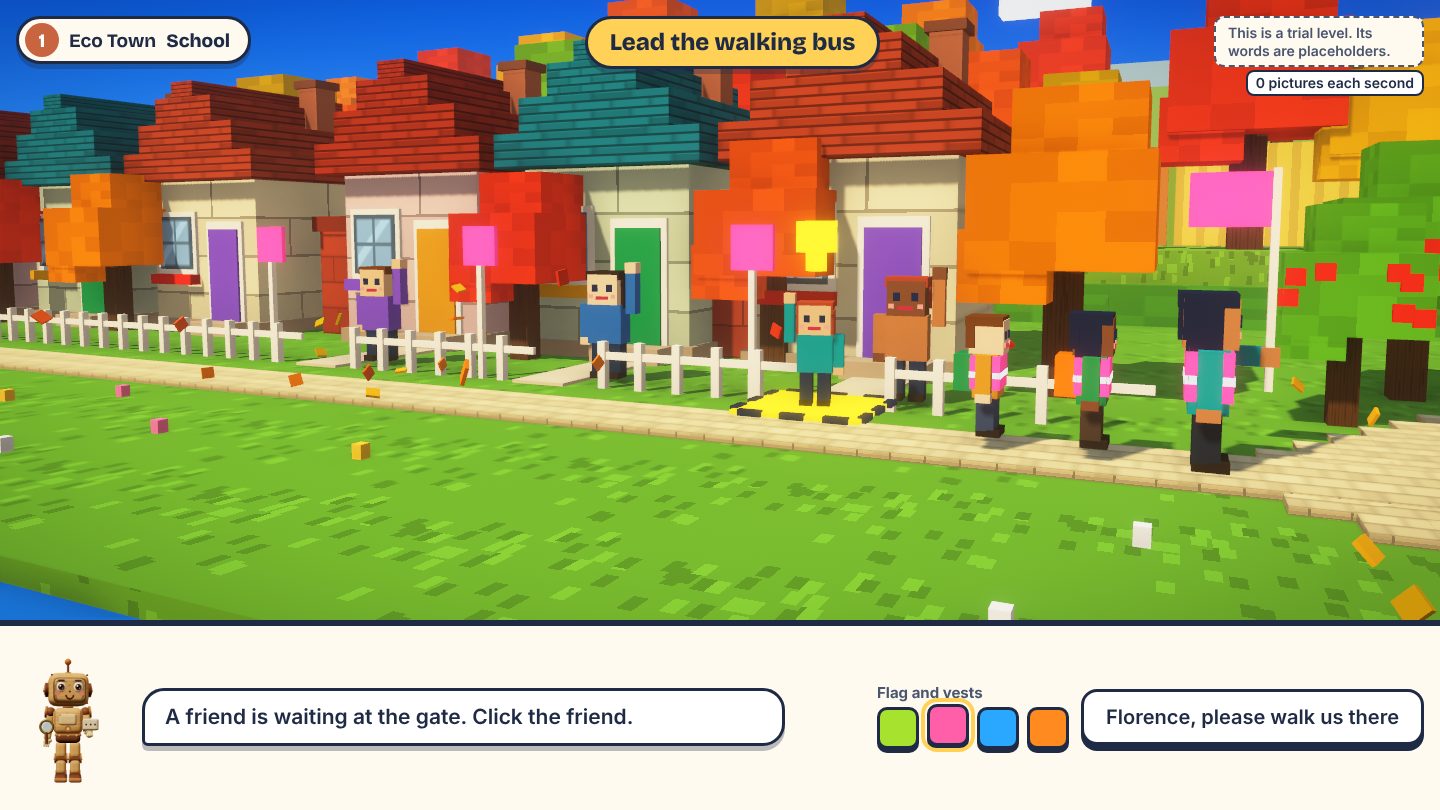 1 Eco Town School
Lead the walking bus
This is a trial level. Its
words are placeholders.
0 pictures each second
A friend is waiting at the gate. Click the friend.
Flag and vests
Florence, please walk us there